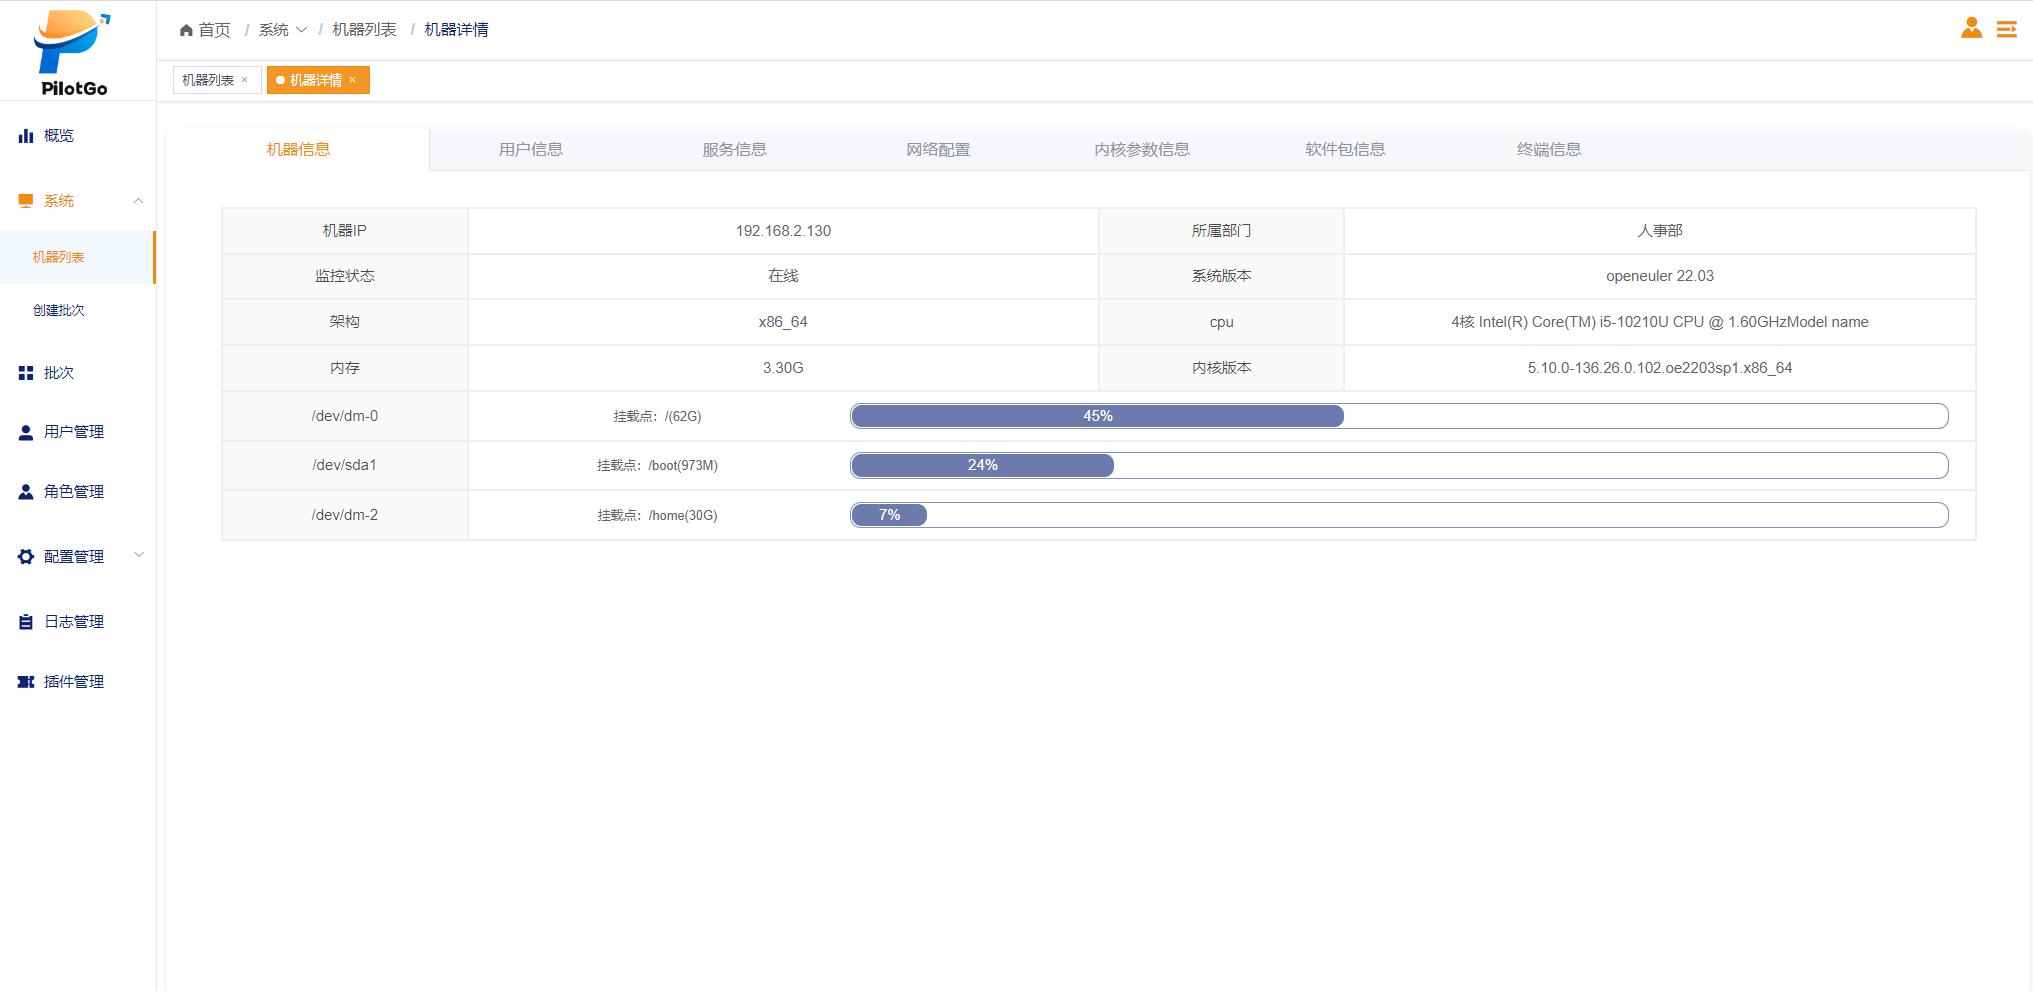 PilotGo
首页 / 系统 / 机器列表 / 机器详情
机器列表 ×
机器详情 ×
概览
系统
机器列表
创建批次
批次
用户管理
角色管理
配置管理
日志管理
插件管理
机器信息 用户信息 服务信息 网络配置 内核参数信息 软件包信息 终端信息
机器IP 192.168.2.130 所属部门 人事部
监控状态 在线 系统版本 openeuler 22.03
架构 x86_64 cpu 4核 Intel(R) Core(TM) i5-10210U CPU @ 1.60GHzModel name
内存 3.30G 内核版本 5.10.0-136.26.0.102.oe2203sp1.x86_64
/dev/dm-0 挂载点：/(62G) 45%
/dev/sda1 挂载点：/boot(973M) 24%
/dev/dm-2 挂载点：/home(30G) 7%